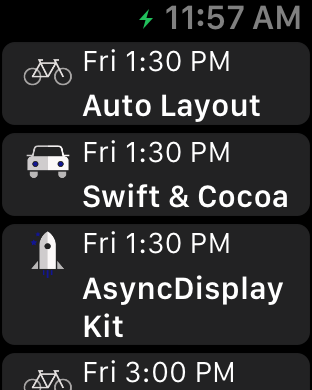 11:57 AM
Fri 1:30 PM
Auto Layout
Fri 1:30 PM
Swift & Cocoa
Fri 1:30 PM
AsyncDisplay
Kit
Fri 3:00 PM